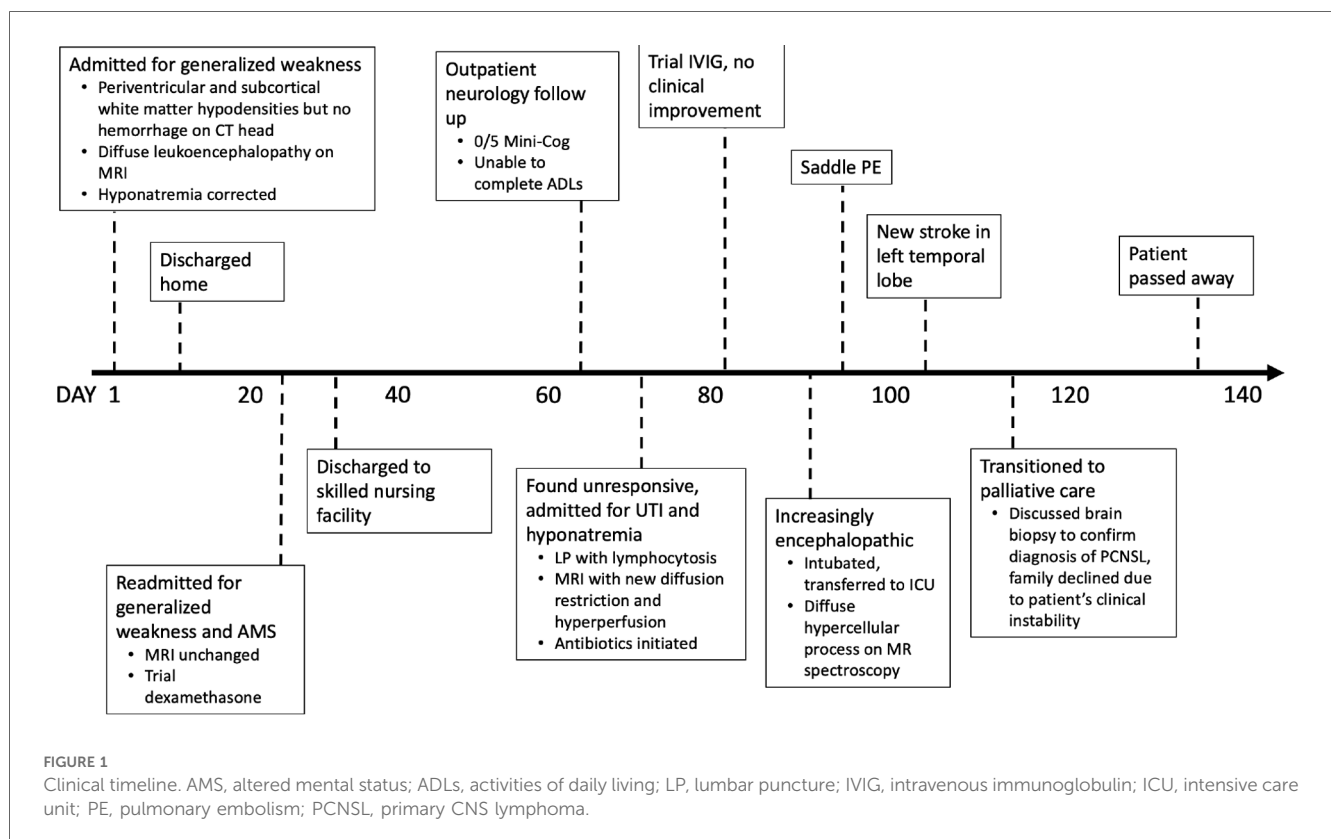 Admitted for generalized weakness
• Periventricular and subcortical
white matter hypodensities but no
hemorrhage on CT head
• Diffuse leukoencephalopathy on
MRI
• Hyponatremia corrected
Discharged
home
Outpatient
neurology follow
up
• 0/5 Mini-Cog
• Unable to
complete ADLs
Trial IVIG, no
clinical
improvement
Saddle PE
New stroke in
left temporal
lobe
Patient
passed away
DAY 1 20 40 60 80 100 120 140
Readmitted for
generalized
weakness and AMS
• MRI unchanged
• Trial
dexamethasone
Discharged to
skilled nursing
facility
Found unresponsive,
admitted for UTI and
hyponatremia
• LP with lymphocytosis
• MRI with new diffusion
restriction and
hyperperfusion
• Antibiotics initiated
Increasingly
encephalopathic
• Intubated,
transferred to ICU
• Diffuse
hypercellular
process on MR
spectroscopy
Transitioned to
palliative care
• Discussed brain
biopsy to confirm
diagnosis of PCNSL,
family declined due
to patient's clinical
instability
FIGURE 1
Clinical timeline. AMS, altered mental status; ADLs, activities of daily living; LP, lumbar puncture; IVIG, intravenous immunoglobulin; ICU, intensive care
unit; PE, pulmonary embolism; PCNSL, primary CNS lymphoma.